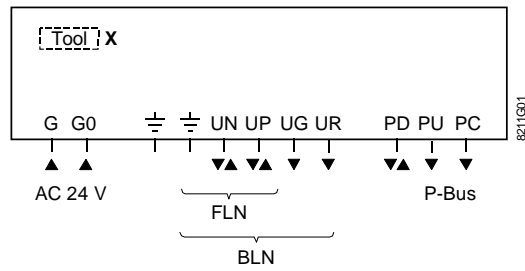 Tool X
G G0 UN UP UG UR PD PU PC
AC 24 V P-Bus
FLN
BLN
8211G01